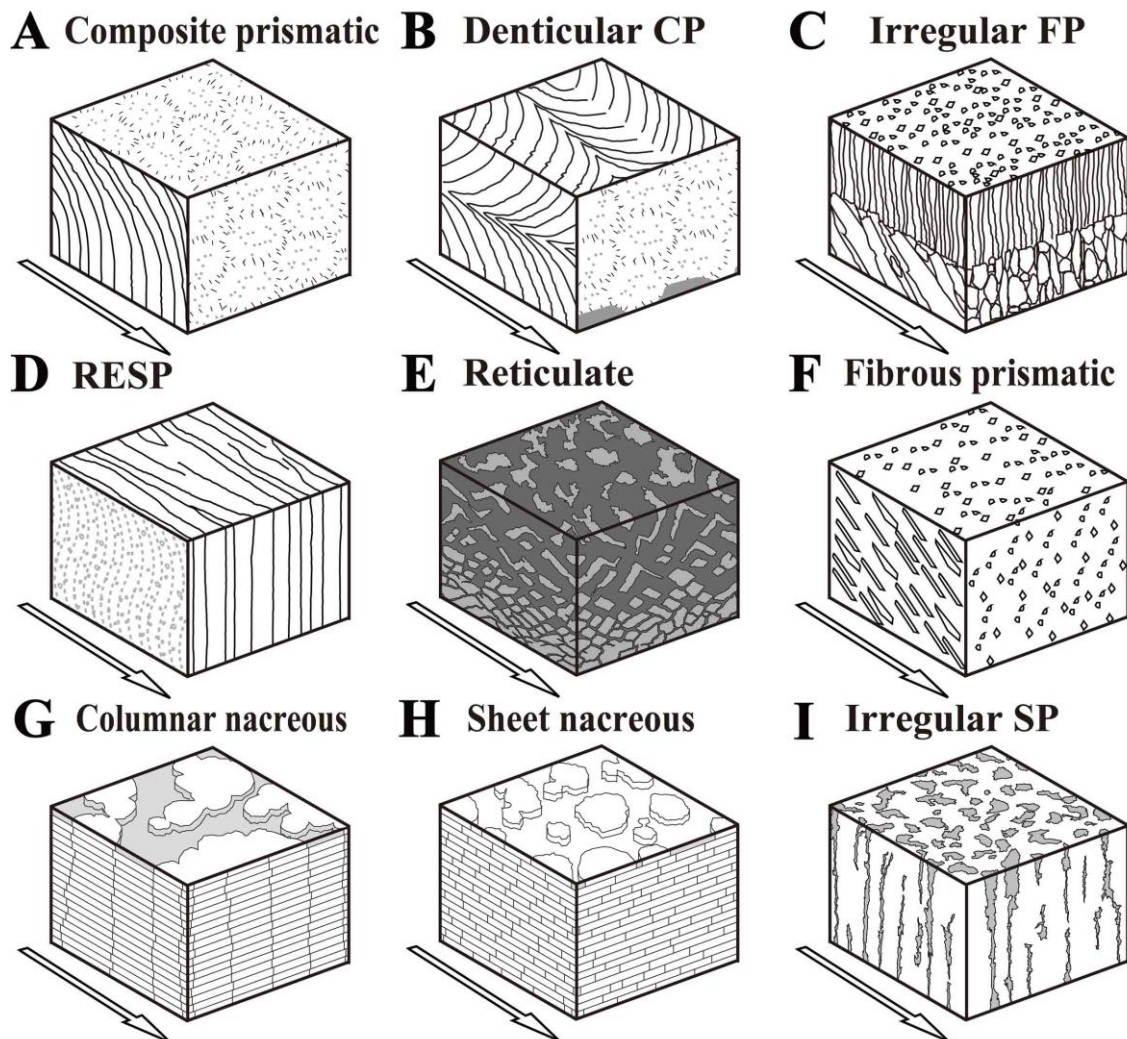 A Composite prismatic
B Denticular CP
C Irregular FP
D RESP
E Reticulate
F Fibrous prismatic
G Columnar nacreous
H Sheet nacreous
I Irregular SP